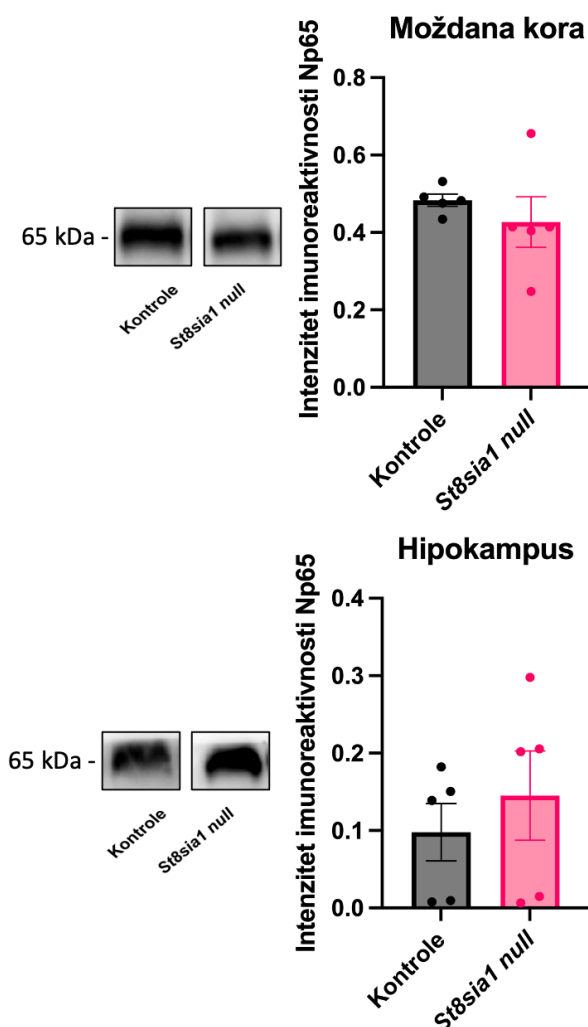 Moždana kora
Intenzitet imunoreaktivnosti Np65
0.8
0.6
0.4
0.2
0.0
Kontrole
St8sia1 null
65 kDa -
Kontrole
St8sia1 null
Hipokampus
Intenzitet imunoreaktivnosti Np65
0.4
0.3
0.2
0.1
0.0
Kontrole
St8sia1 null
65 kDa -
Kontrole
St8sia1 null